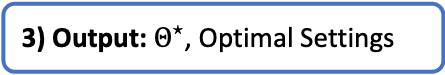 3) Output: Θ*, Optimal Settings